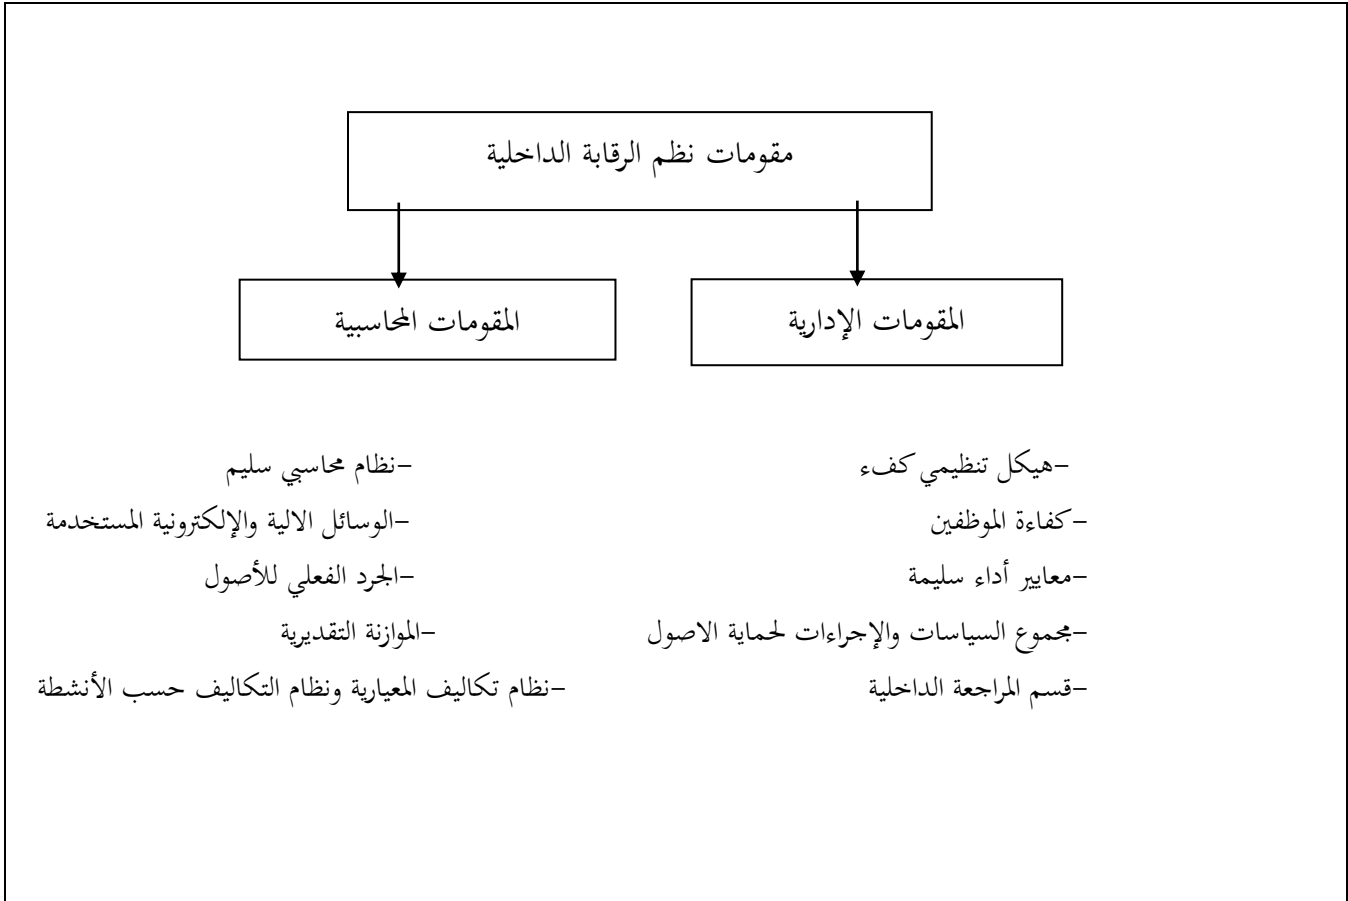 مقومات نظم الرقابة الداخلية
المقومات الإدارية
المقومات المحاسبية
-هيكل تنظيمي كفء
-كفاءة الموظفين
-معايير أداء سليمة
-مجموع السياسات والإجراءات لحماية الاصول
-قسم المراجعة الداخلية
-نظام محاسبي سليم
-الوسائل الالية والإلكترونية المستخدمة
-الجرد الفعلي للأصول
-الموازنة التقديرية
-نظام تكاليف المعيارية ونظام التكاليف حسب الأنشطة